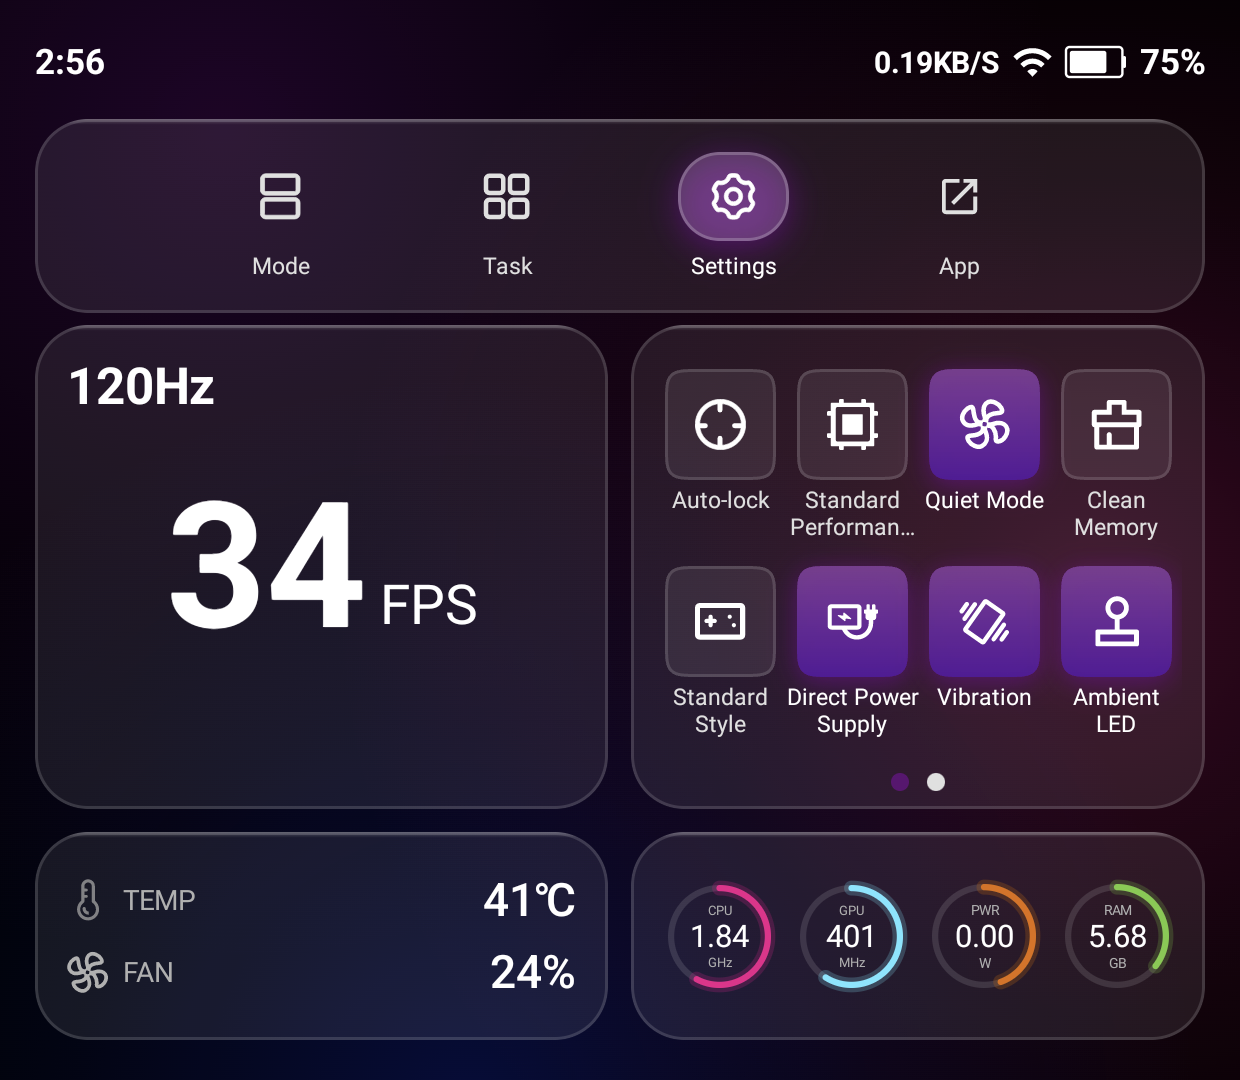 2:56
0.19KB/S 75%
Mode Task Settings App
120Hz
34 FPS
Auto-lock
Standard
Performan...
Quiet Mode
Clean
Memory
Standard
Style
Direct Power
Supply
Vibration
Ambient
LED
TEMP 41℃
FAN 24%
CPU
1.84
GHz
GPU
401
MHz
PWR
0.00
W
RAM
5.68
GB